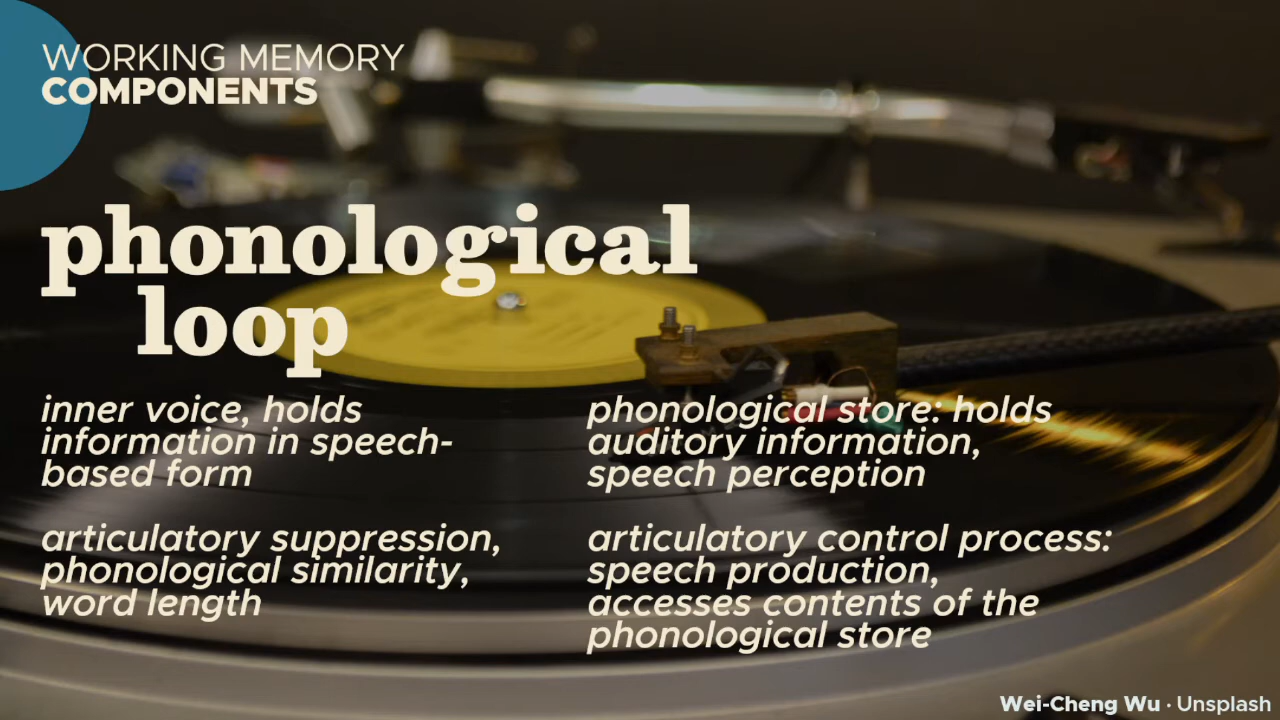 WORKING MEMORY
COMPONENTS
phonological
loop
inner voice, holds
information in speech-
based form
articulatory suppression,
phonological similarity,
word length
phonological store: holds
auditory information,
speech perception
articulatory control process:
speech production,
accesses contents of the
phonological store
Wei-Cheng Wu · Unsplash